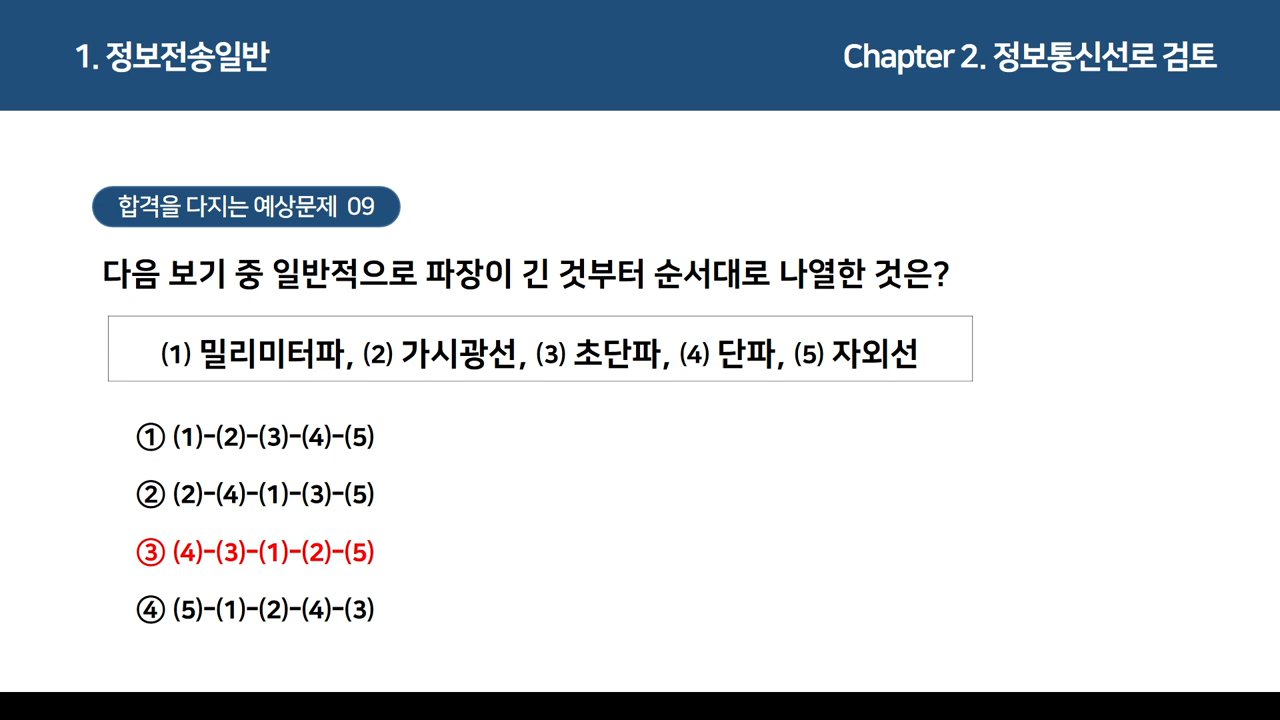 1. 정보전송일반
Chapter 2. 정보통신선로 검토
합격을 다지는 예상문제 09
다음 보기 중 일반적으로 파장이 긴 것부터 순서대로 나열한 것은?
(1) 밀리미터파, (2) 가시광선, (3) 초단파, (4) 단파, (5) 자외선
① (1)-(2)-(3)-(4)-(5)
② (2)-(4)-(1)-(3)-(5)
③ (4)-(3)-(1)-(2)-(5)
④ (5)-(1)-(2)-(4)-(3)